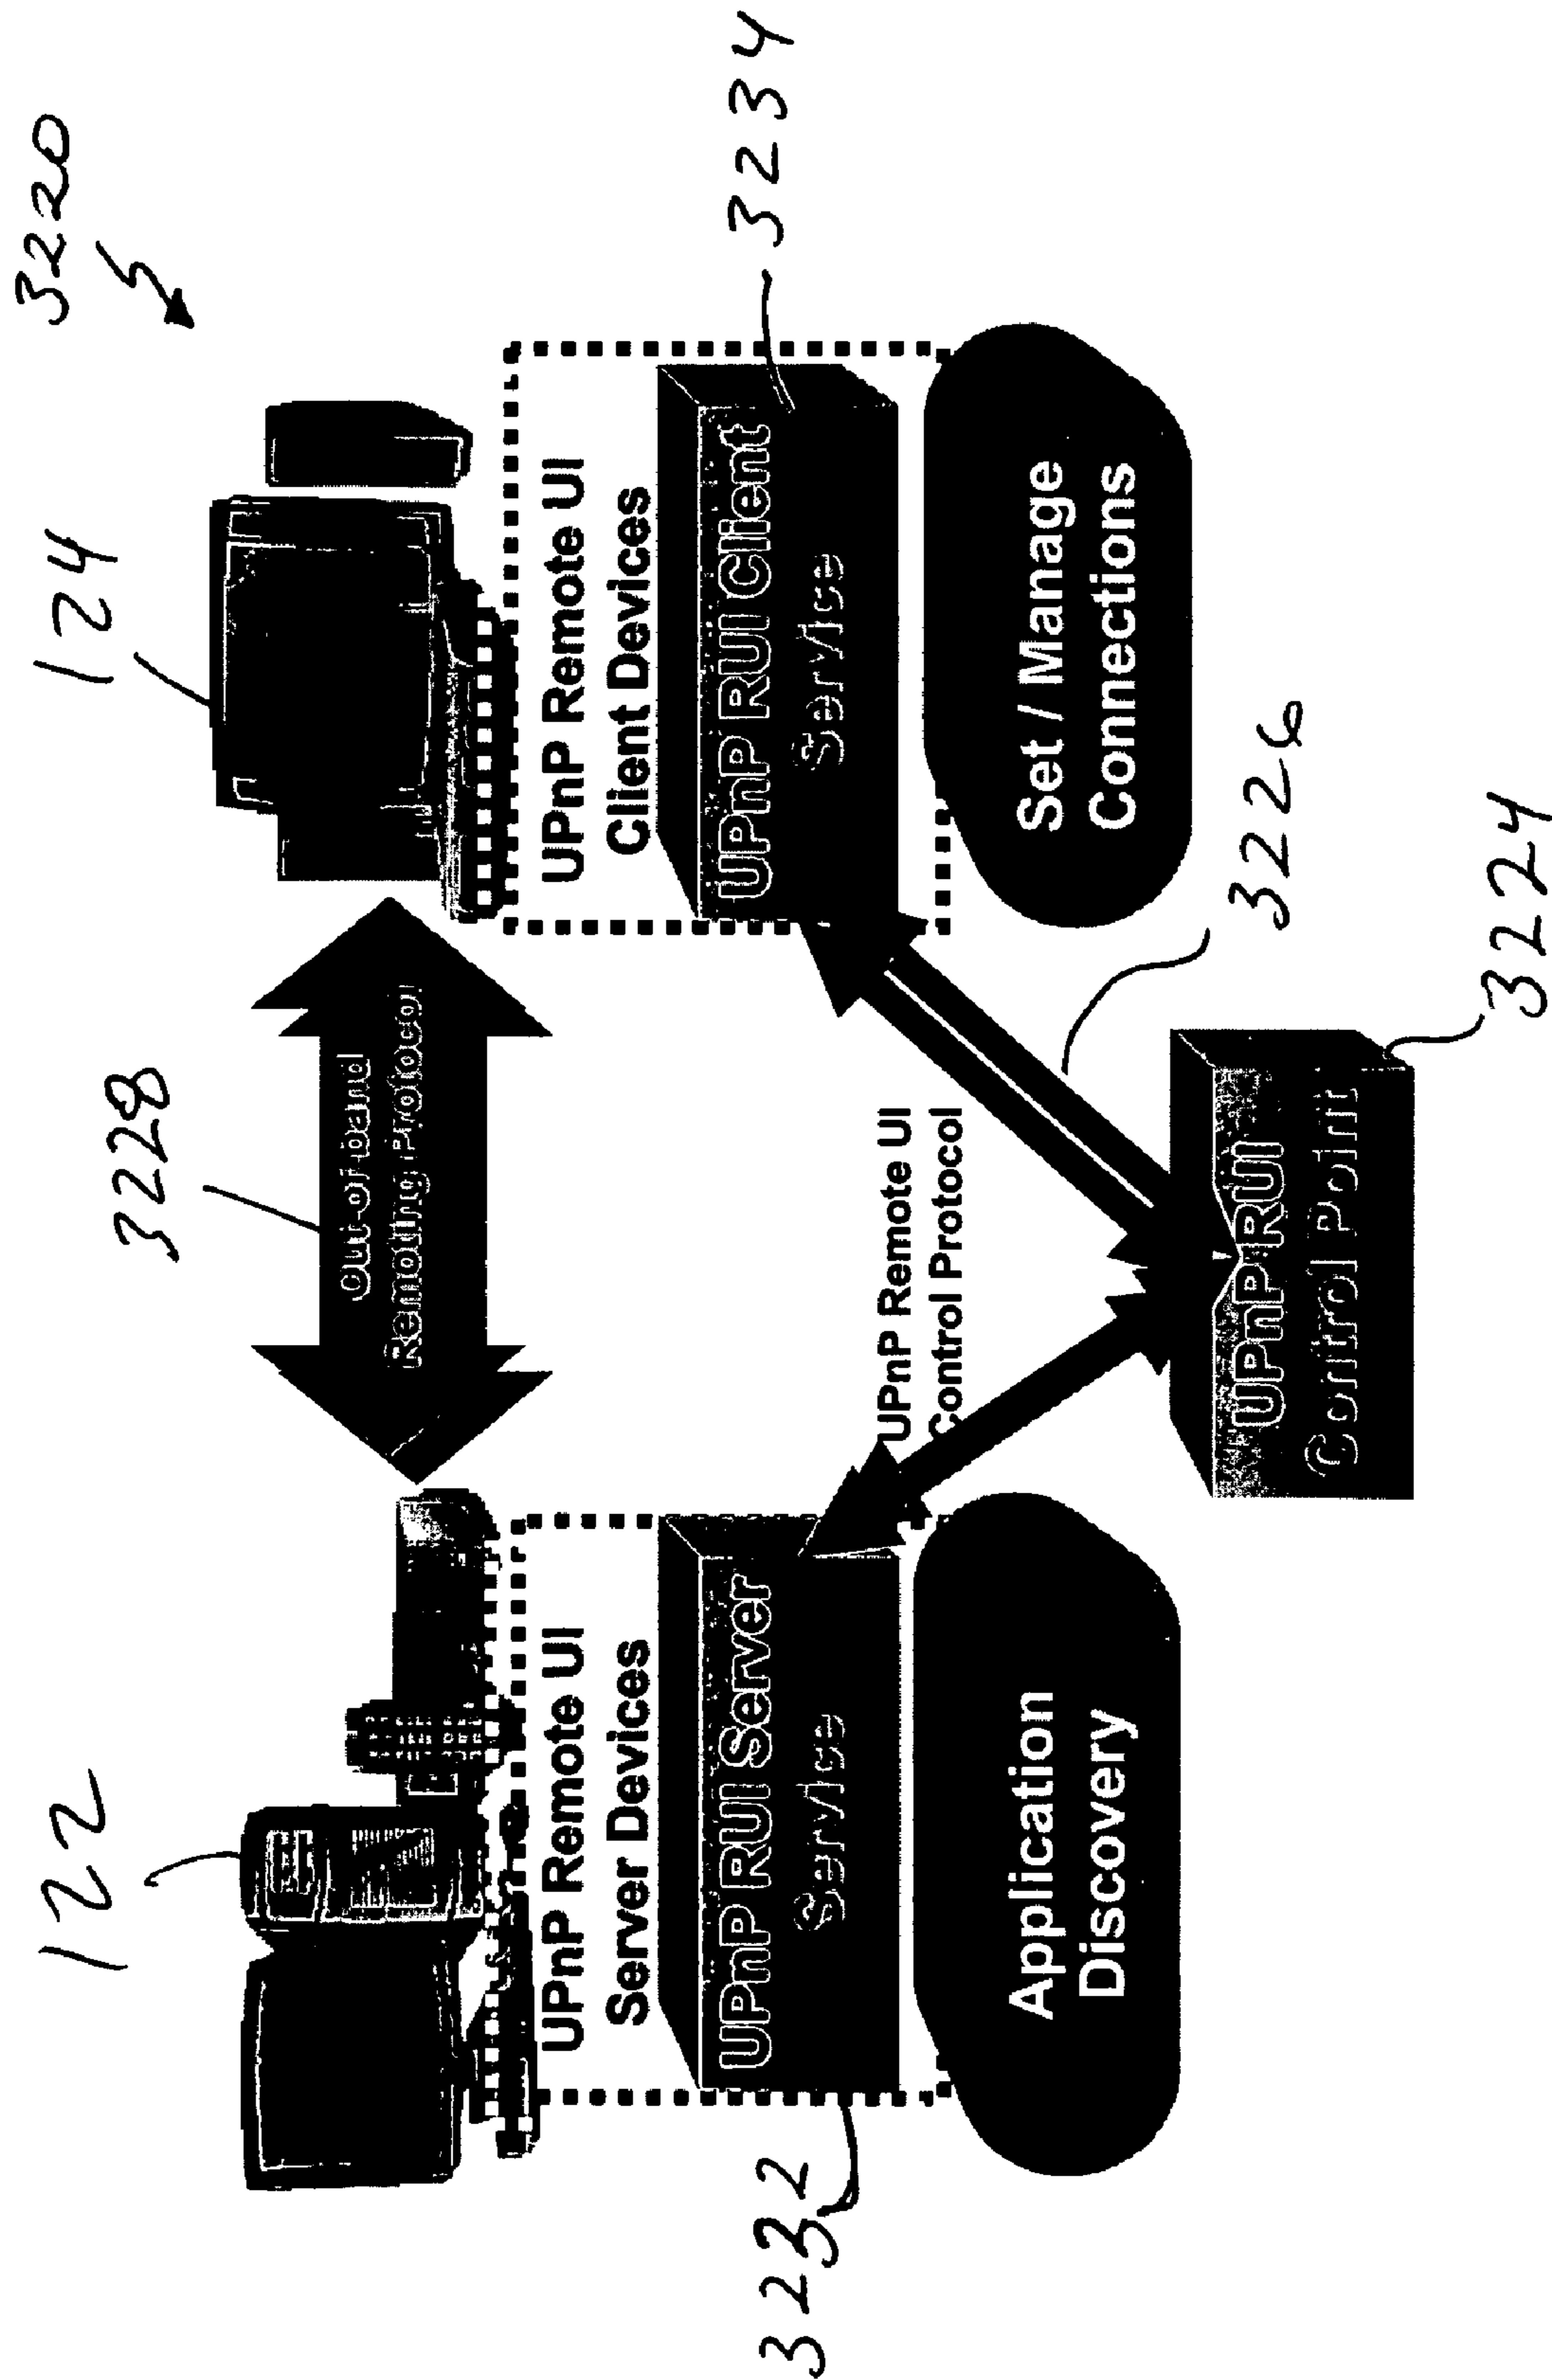 3220
122
3228
124
Out-of-band
Remoting Protocol
UPnP Remote UI
Server Devices
UPnP RUI Server
Service
Application
Discovery
3232
UPnP Remote UI
Client Devices
UPnP RUI Client
Service
Set / Manage
Connections
3234
UPnP Remote UI
Control Protocol
3226
UPnP RUI
Control Point
3224